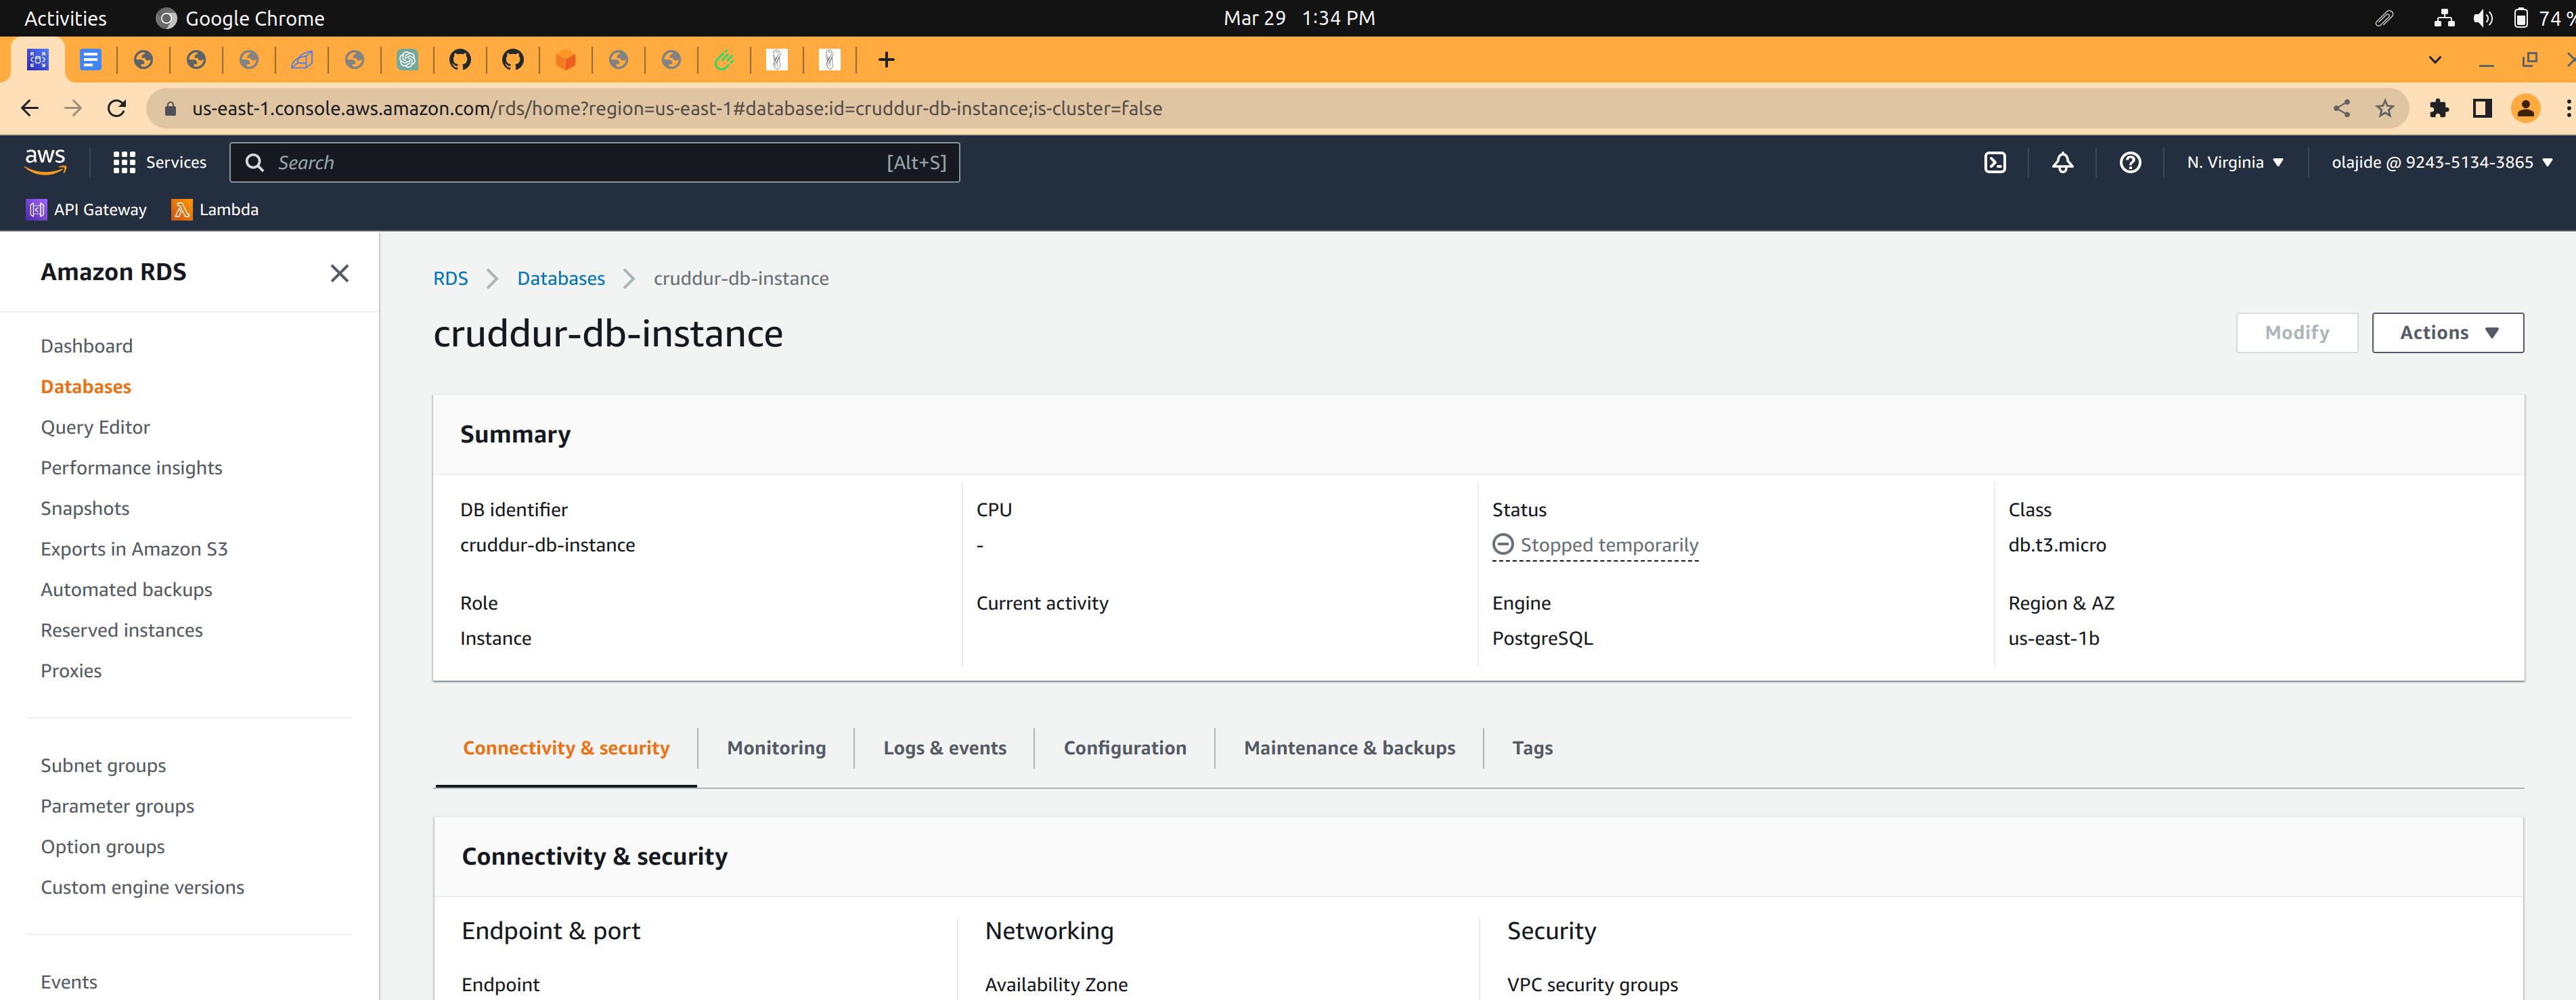 Activities Google Chrome Mar 29 1:34 PM 74 %
us-east-1.console.aws.amazon.com/rds/home?region=us-east-1#database:id=cruddur-db-instance;is-cluster=false
aws Services Search [Alt+S] N. Virginia olajide @ 9243-5134-3865
API Gateway Lambda
Amazon RDS
Dashboard
Databases
Query Editor
Performance insights
Snapshots
Exports in Amazon S3
Automated backups
Reserved instances
Proxies
Subnet groups
Parameter groups
Option groups
Custom engine versions
Events
RDS Databases cruddur-db-instance
cruddur-db-instance
Modify Actions
Summary
DB identifier
cruddur-db-instance
CPU
-
Status
Stopped temporarily
Class
db.t3.micro
Role
Instance
Current activity
Engine
PostgreSQL
Region & AZ
us-east-1b
Connectivity & security Monitoring Logs & events Configuration Maintenance & backups Tags
Connectivity & security
Endpoint & port
Endpoint
Networking
Availability Zone
Security
VPC security groups